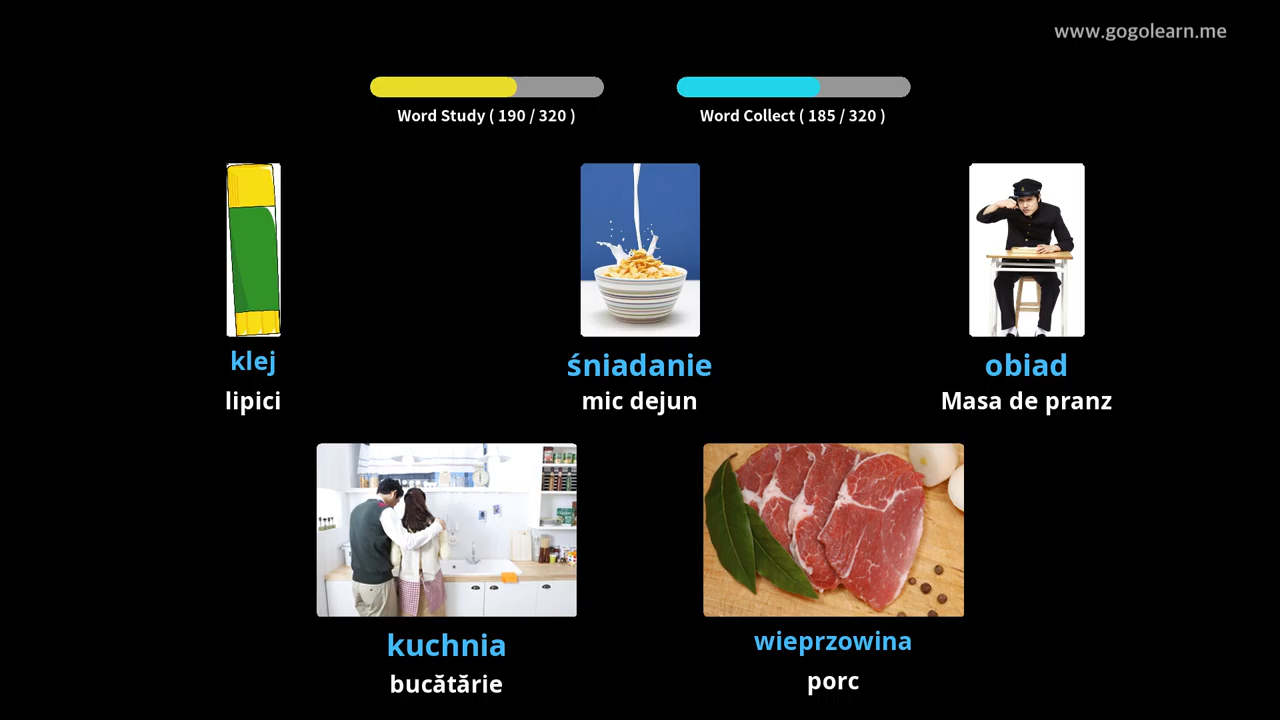 www.gogolearn.me
Word Study ( 190 / 320 )
Word Collect ( 185 / 320 )
klej
lipici
śniadanie
mic dejun
obiad
Masa de pranz
kuchnia
bucătărie
wieprzowina
porc